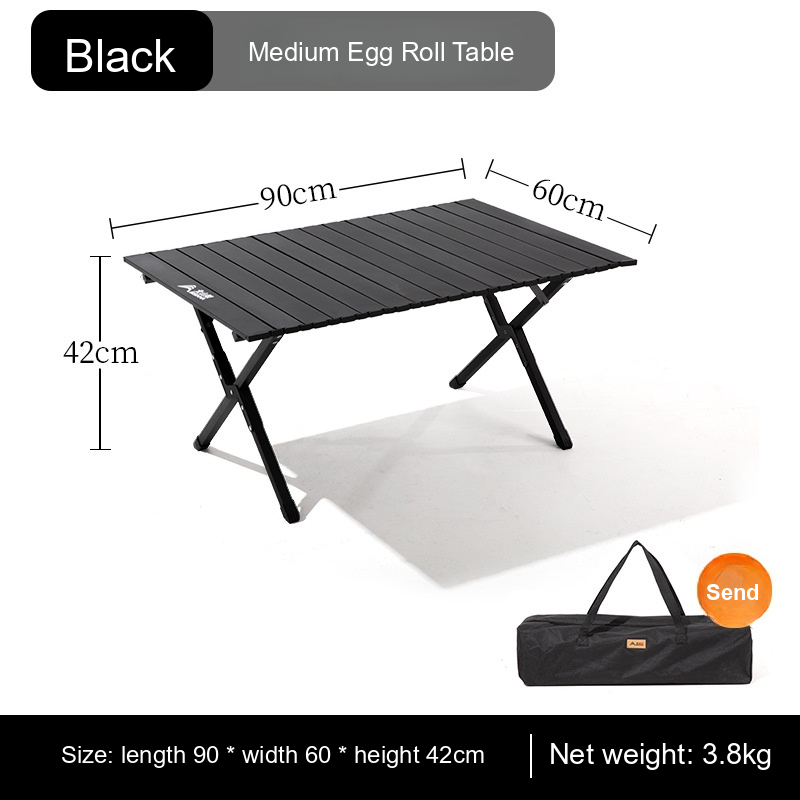 Black
Medium Egg Roll Table
90cm
60cm
42cm
Send
Size: length 90 * width 60 * height 42cm
Net weight: 3.8kg